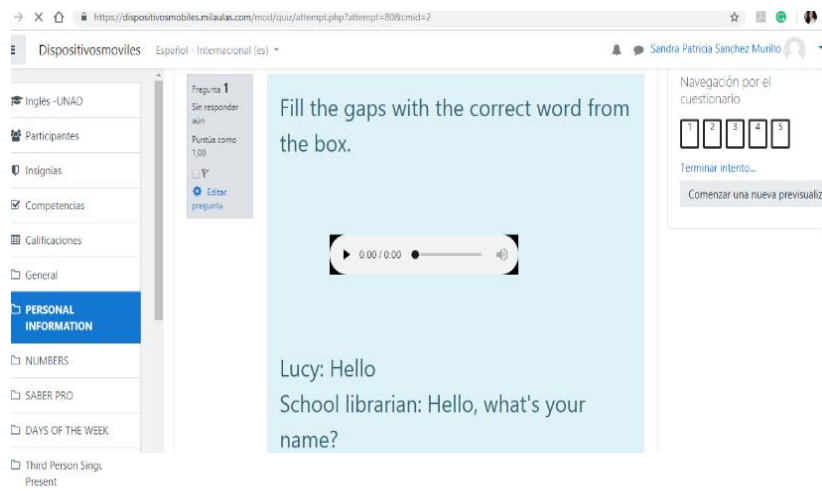 https://dispositivosmobiles.milaulas.com/mod/quiz/attempt.php?attempt=80&cmid=2
Dispositivosmoviles
Español - Internacional (es)
Sandra Patricia Sanchez Murillo
Inglés -UNAD
Participantes
Insignias
Competencias
Calificaciones
General
PERSONAL
INFORMATION
NUMBERS
SABER PRO
DAYS OF THE WEEK
Third Person Singl,
Present
Pregunta 1
Sin responder
aún
Puntúa como
1,00
Editar
pregunta
Fill the gaps with the correct word from
the box.
0:00 / 0:00
Lucy: Hello
School librarian: Hello, what's your
name?
Navegación por el
cuestionario
1 2 3 4 5
Terminar intento...
Comenzar una nueva previsualiz